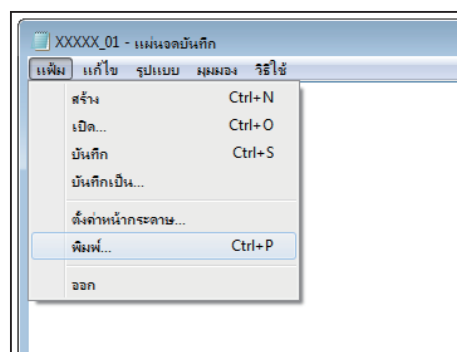 XXXXX_01 - แผ่นจดบันทึก
แฟ้ม แก้ไข รูปแบบ มุมมอง วิธีใช้
สร้าง Ctrl+N
เปิด... Ctrl+O
บันทึก Ctrl+S
บันทึกเป็น...
ตั้งค่าหน้ากระดาษ...
พิมพ์... Ctrl+P
ออก